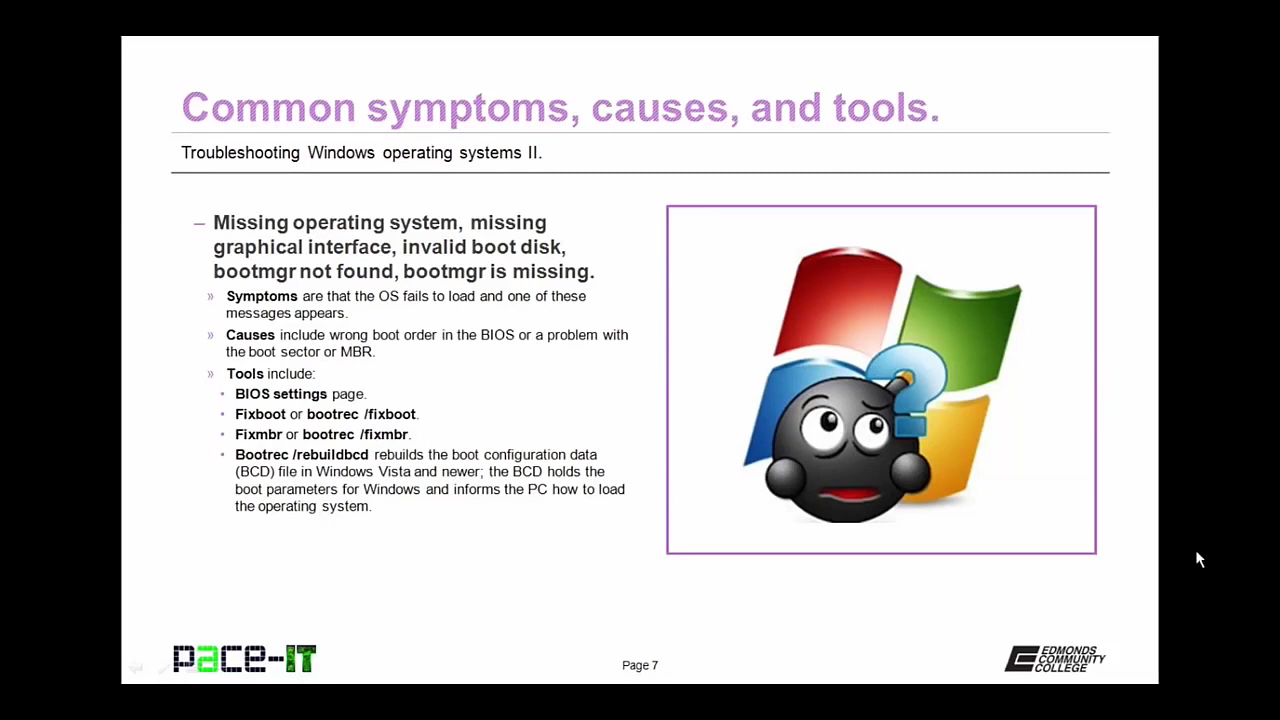 Common symptoms, causes, and tools.
Troubleshooting Windows operating systems II.
– Missing operating system, missing
graphical interface, invalid boot disk,
bootmgr not found, bootmgr is missing.
» Symptoms are that the OS fails to load and one of these
messages appears.
» Causes include wrong boot order in the BIOS or a problem with
the boot sector or MBR.
» Tools include:
• BIOS settings page.
• Fixboot or bootrec /fixboot.
• Fixmbr or bootrec /fixmbr.
• Bootrec /rebuildbcd rebuilds the boot configuration data
(BCD) file in Windows Vista and newer; the BCD holds the
boot parameters for Windows and informs the PC how to load
the operating system.
?
pace-IT
Page 7
EDMONDS
COMMUNITY
COLLEGE